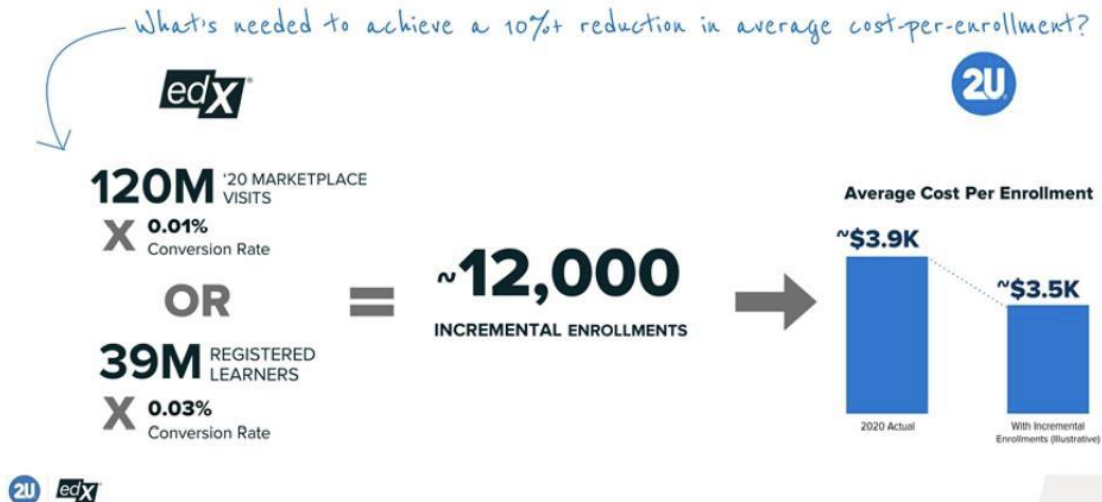 What's needed to achieve a 10%+ reduction in average cost-per-enrollment?
edX
2U
120M '20 MARKETPLACE
VISITS
X 0.01%
Conversion Rate
OR
39M REGISTERED
LEARNERS
X 0.03%
Conversion Rate
=
~12,000
INCREMENTAL ENROLLMENTS
Average Cost Per Enrollment
~$3.9K
~$3.5K
2020 Actual
With Incremental
Enrollments (Illustrative)
2U edX